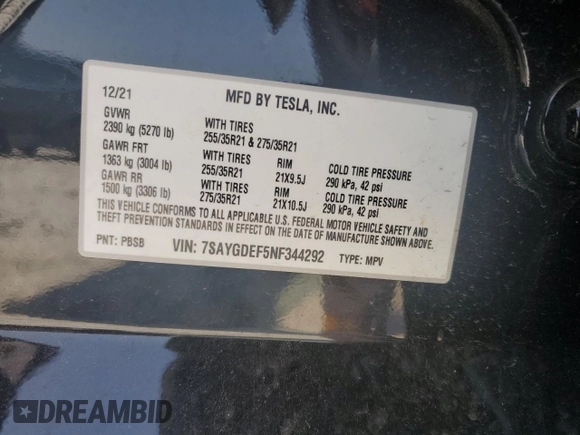 12/21 MFD BY TESLA, INC.
GVWR
2390 kg (5270 lb) WITH TIRES 255/35R21 & 275/35R21
GAWR FRT
1363 kg (3004 lb) WITH TIRES 255/35R21 RIM 21X9.5J COLD TIRE PRESSURE 290 kPa, 42 psi
GAWR RR
1500 kg (3306 lb) WITH TIRES 275/35R21 RIM 21X10.5J COLD TIRE PRESSURE 290 kPa, 42 psi
THIS VEHICLE CONFORMS TO ALL APPLICABLE U.S. FEDERAL MOTOR VEHICLE SAFETY AND
THEFT PREVENTION STANDARDS IN EFFECT ON THE DATE OF MANUFACTURE SHOWN ABOVE.
PNT: PBSB VIN: 7SAYGDEF5NF344292 TYPE: MPV
DREAMBID